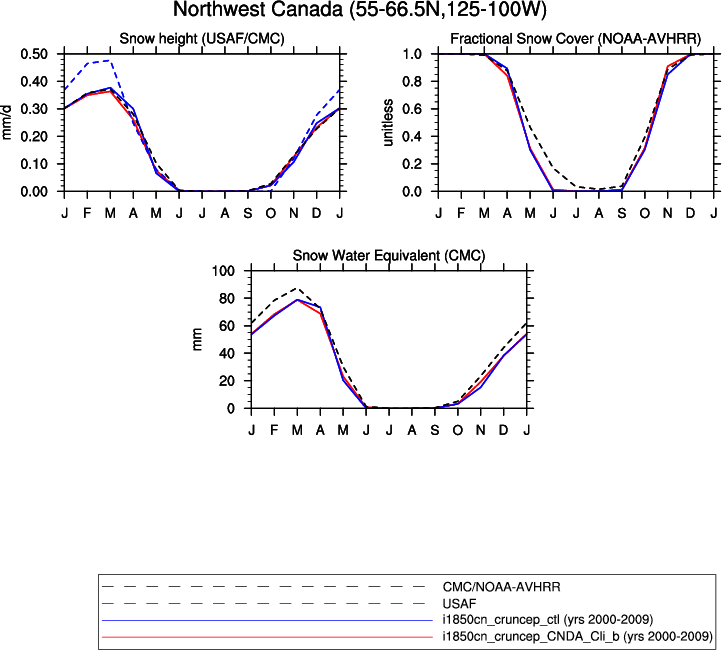 Northwest Canada (55-66.5N,125-100W)
Snow height (USAF/CMC)
mm/d
0.50
0.40
0.30
0.20
0.10
0.00
J F M A M J J A S O N D J
Fractional Snow Cover (NOAA-AVHRR)
unitless
1.0
0.8
0.6
0.4
0.2
0.0
J F M A M J J A S O N D J
Snow Water Equivalent (CMC)
mm
100
80
60
40
20
0
J F M A M J J A S O N D J
CMC/NOAA-AVHRR
USAF
i1850cn_cruncep_ctl (yrs 2000-2009)
i1850cn_cruncep_CNDA_Cli_b (yrs 2000-2009)